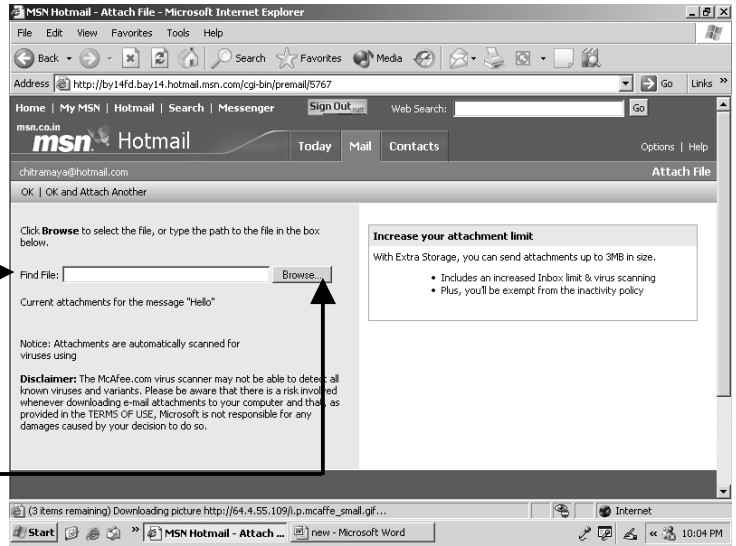 MSN Hotmail - Attach File - Microsoft Internet Explorer
File Edit View Favorites Tools Help
Back Search Favorites Media
Address http://by14fd.bay14.hotmail.msn.com/cgi-bin/premail/5767 Go Links »
Home | My MSN | Hotmail | Search | Messenger Sign Out .net Web Search: Go
msn.co.in
msn Hotmail Today Mail Contacts Options | Help
chitramaya@hotmail.com Attach File
OK | OK and Attach Another
Click Browse to select the file, or type the path to the file in the box
below.
Find File: Browse...
Current attachments for the message "Hello"
Notice: Attachments are automatically scanned for
viruses using
Disclaimer: The McAfee.com virus scanner may not be able to detect all
known viruses and variants. Please be aware that there is a risk involved
whenever downloading e-mail attachments to your computer and that, as
provided in the TERMS OF USE, Microsoft is not responsible for any
damages caused by your decision to do so.
Increase your attachment limit
With Extra Storage, you can send attachments up to 3MB in size.
• Includes an increased Inbox limit & virus scanning
• Plus, you'll be exempt from the inactivity policy
(3 items remaining) Downloading picture http://64.4.55.109/i.p.mcaffe_small.gif... Internet
Start » MSN Hotmail - Attach ... new - Microsoft Word « 10:04 PM